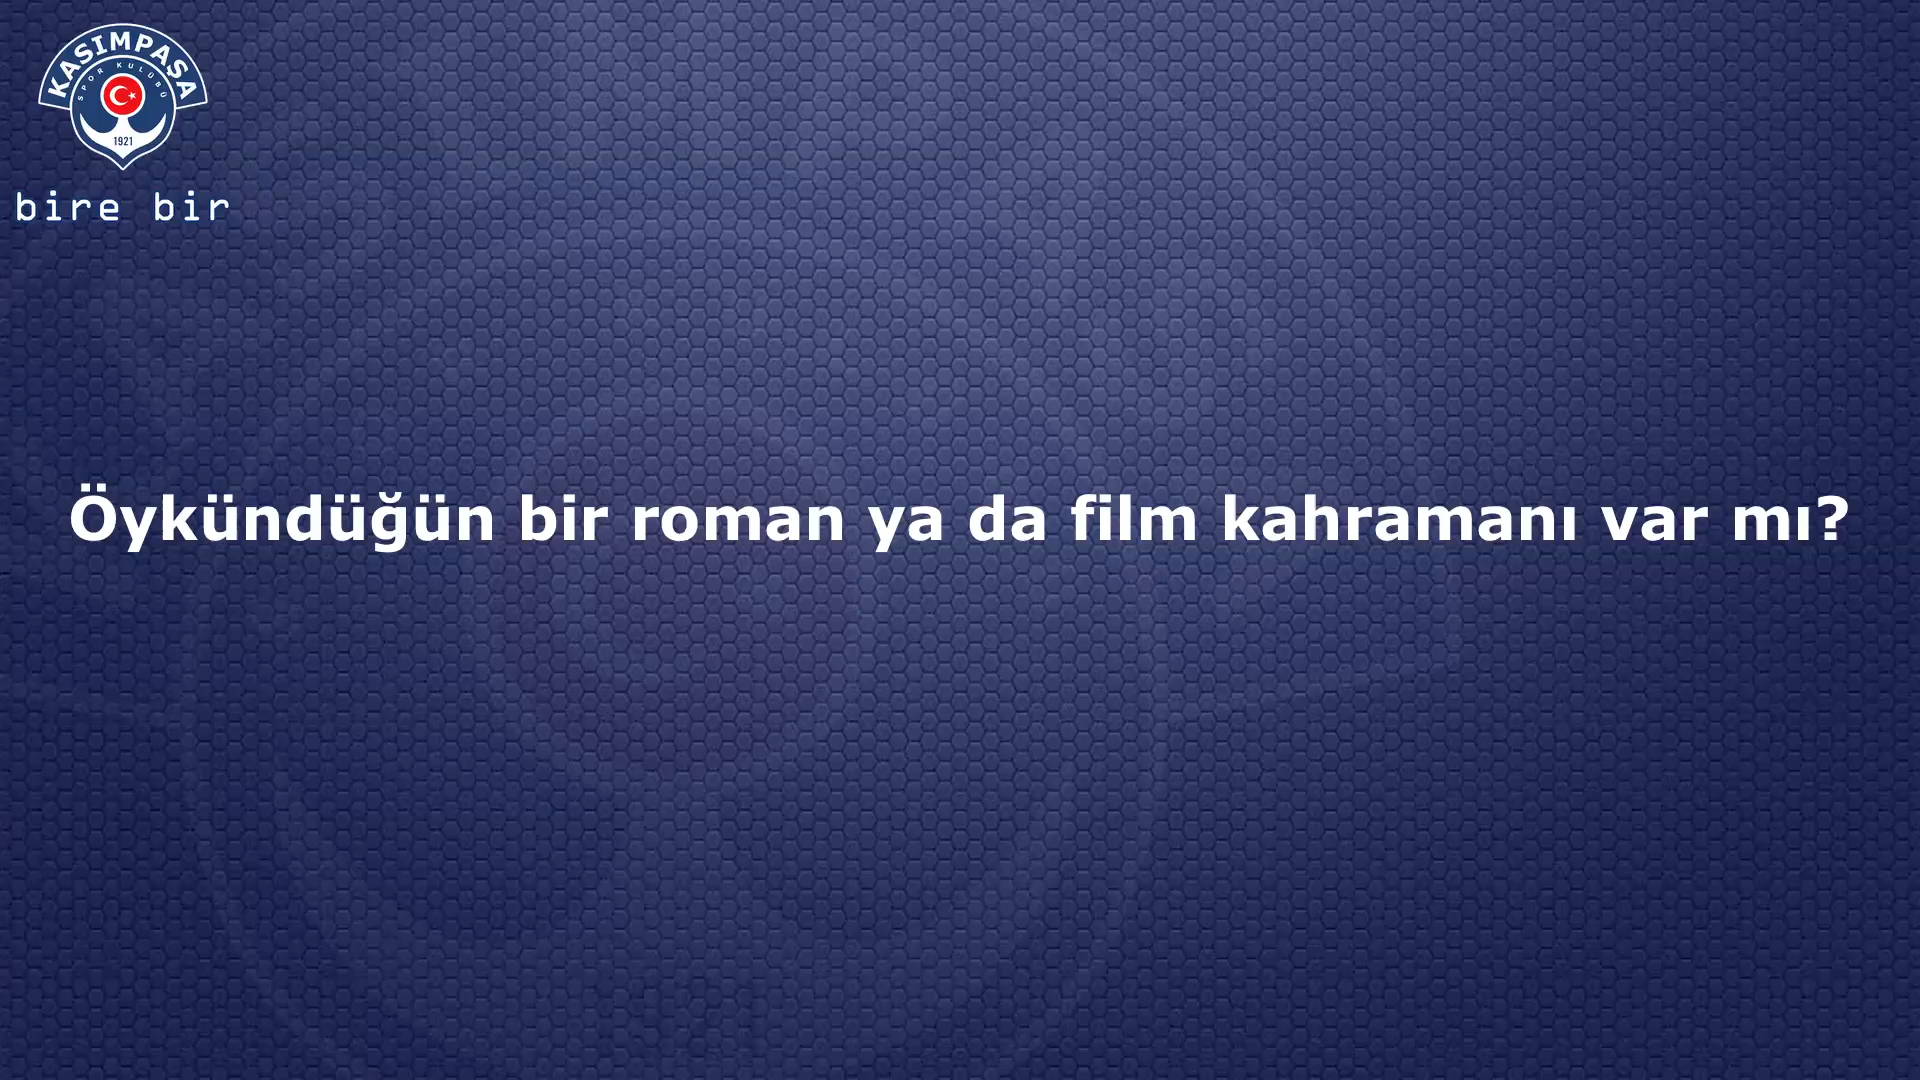 KASIMPAŞA
SPOR KULÜBÜ
1921
bire bir
Öykündüğün bir roman ya da film kahramanı var mı?